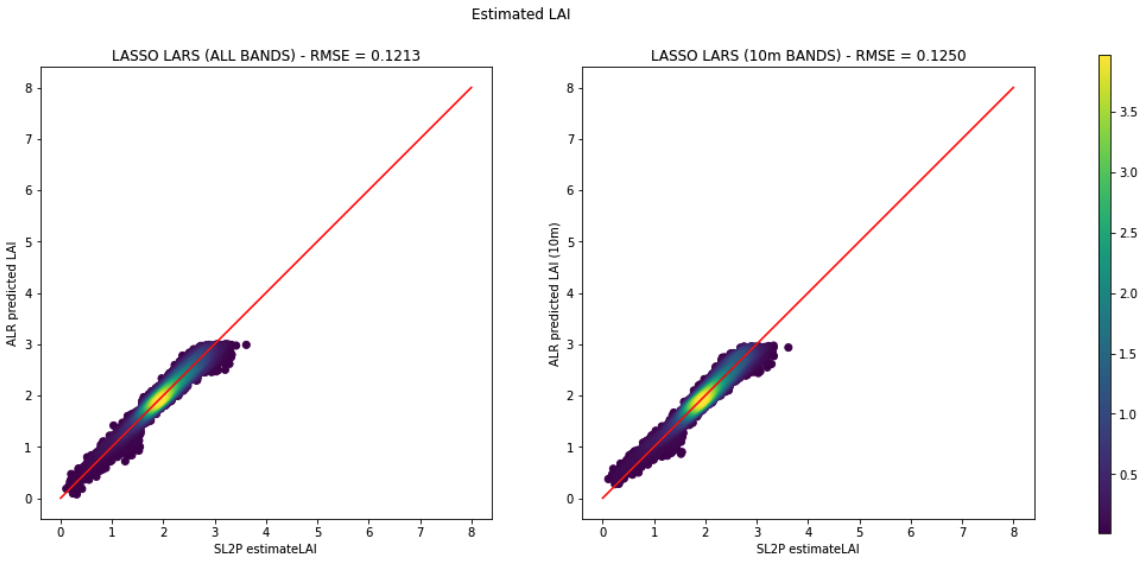 Estimated LAI
LASSO LARS (ALL BANDS) - RMSE = 0.1213
ALR predicted LAI
8
7
6
5
4
3
2
1
0
0 1 2 3 4 5 6 7 8
SL2P estimateLAI
LASSO LARS (10m BANDS) - RMSE = 0.1250
ALR predicted LAI (10m)
8
7
6
5
4
3
2
1
0
0 1 2 3 4 5 6 7 8
SL2P estimateLAI
3.5
3.0
2.5
2.0
1.5
1.0
0.5